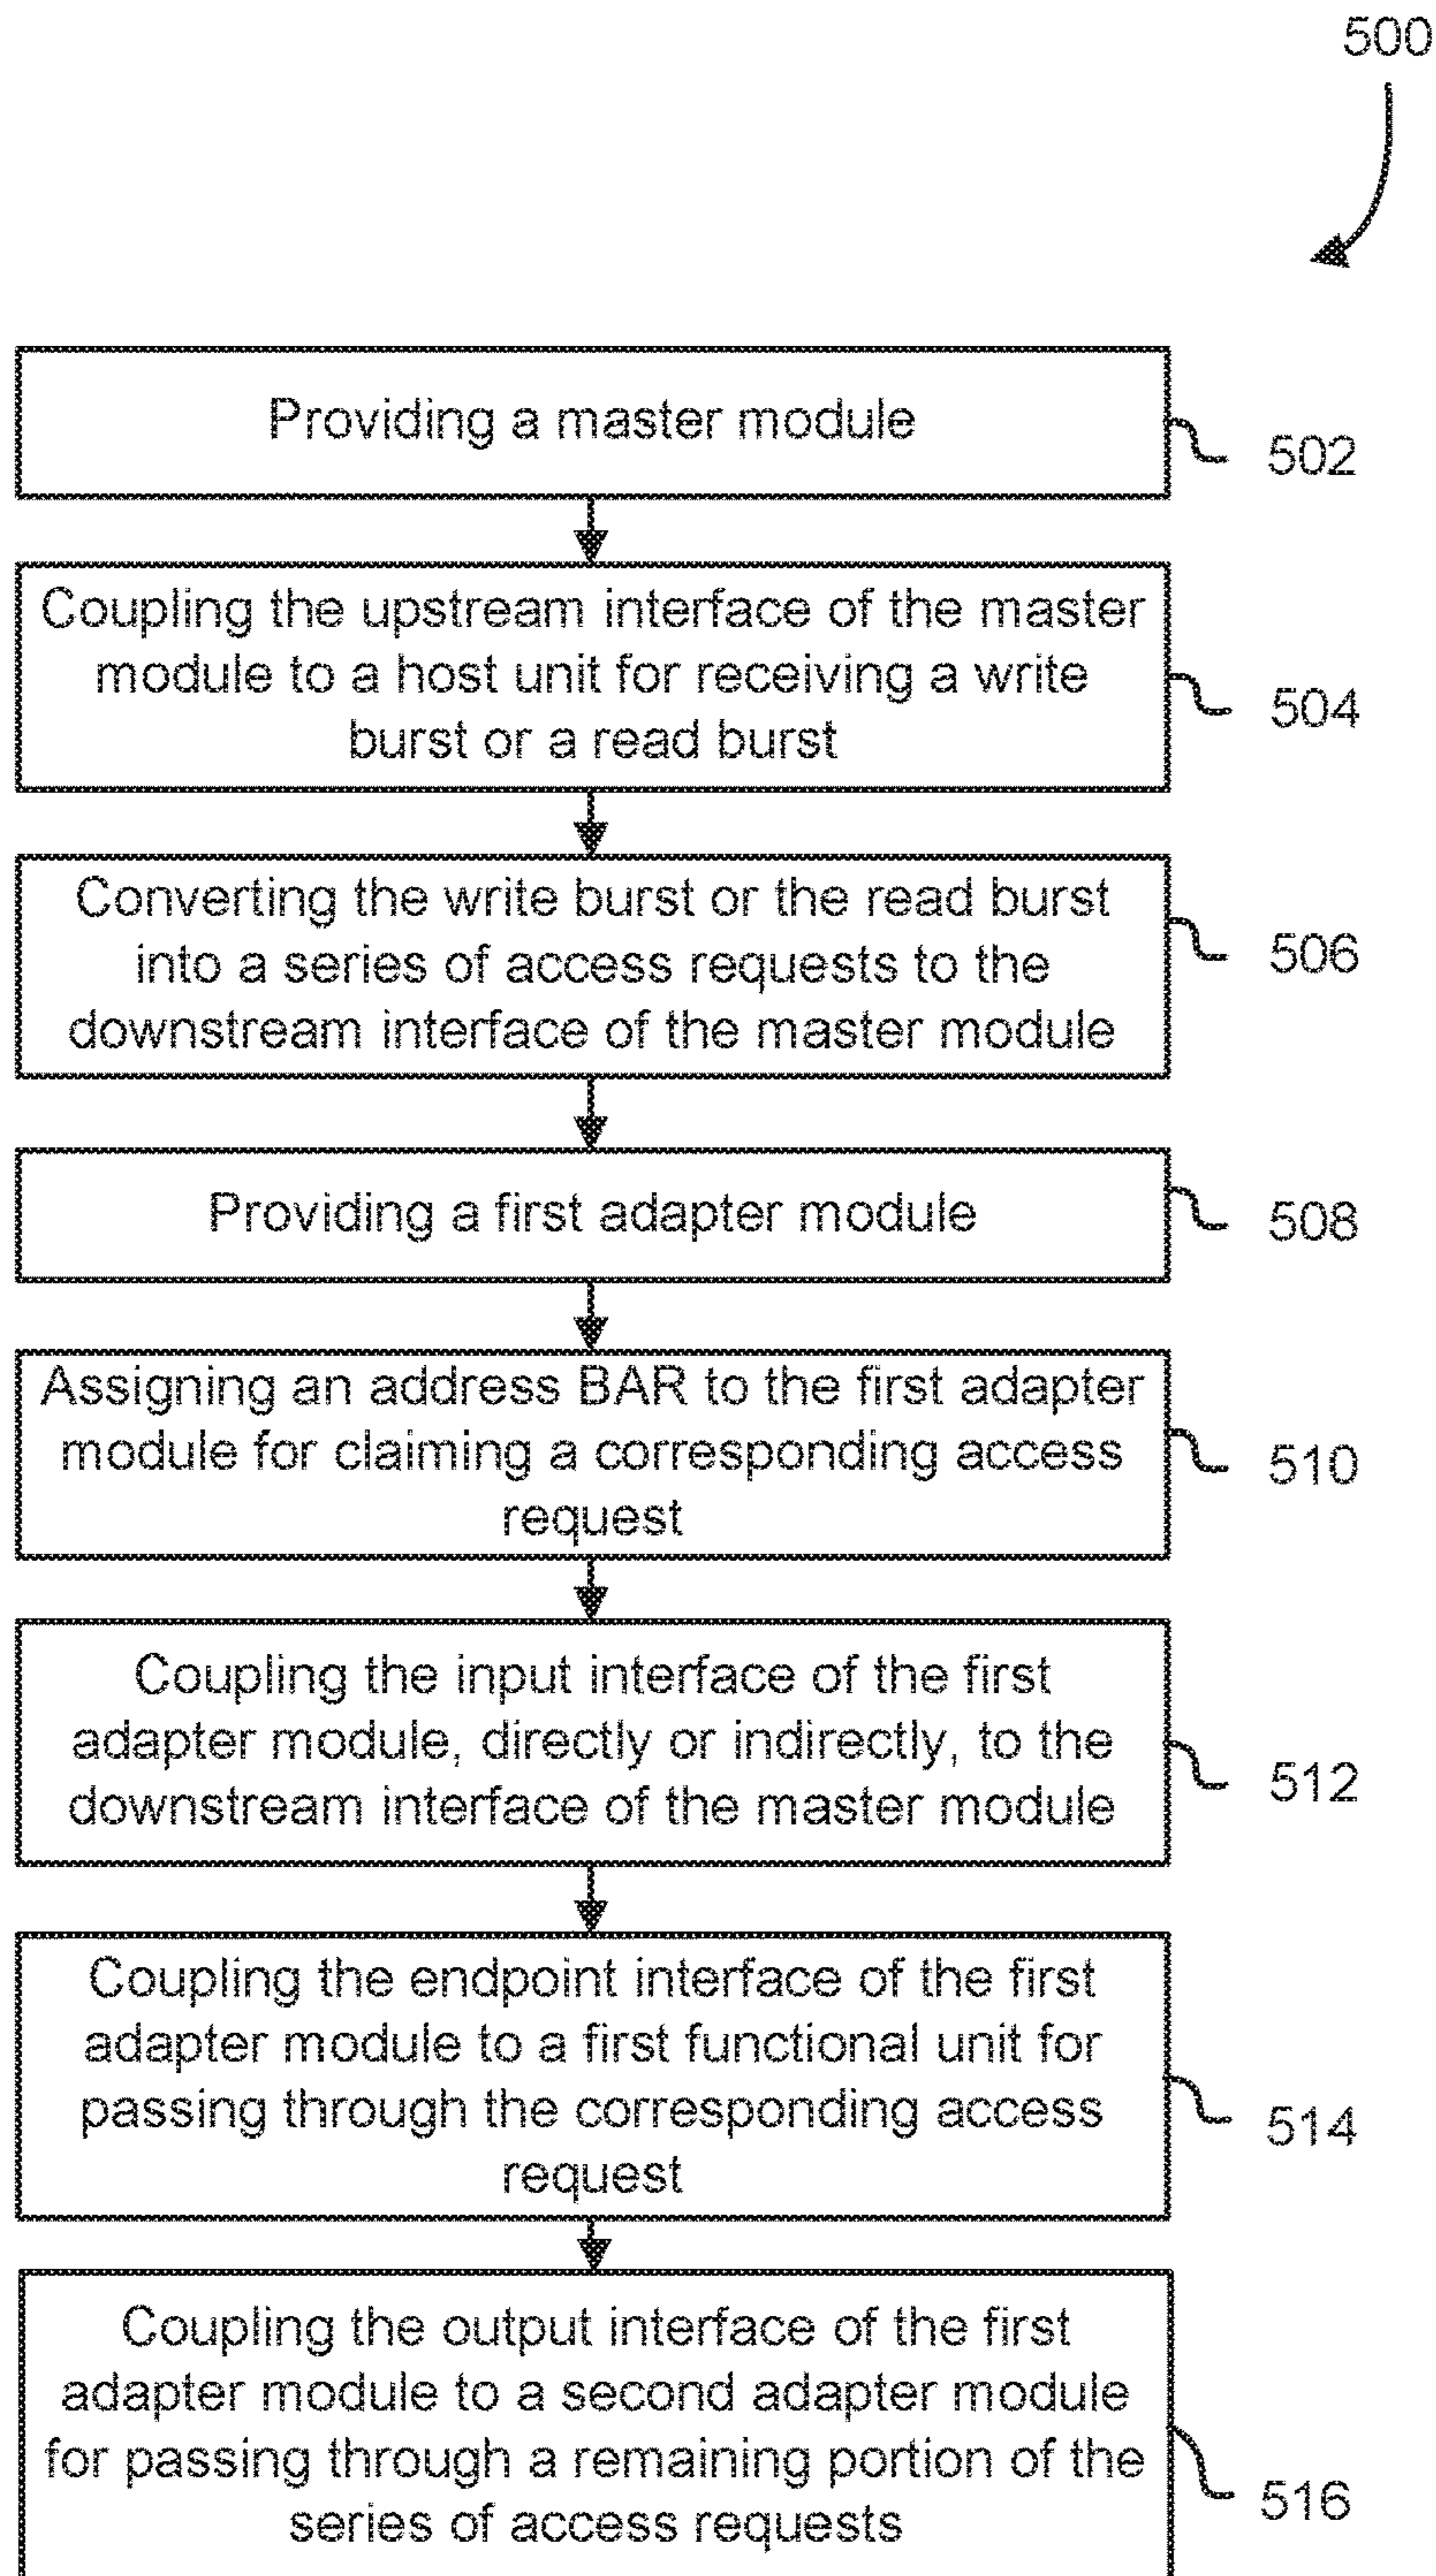 500
Providing a master module
502
Coupling the upstream interface of the master
module to a host unit for receiving a write
burst or a read burst
504
Converting the write burst or the read burst
into a series of access requests to the
downstream interface of the master module
506
Providing a first adapter module
508
Assigning an address BAR to the first adapter
module for claiming a corresponding access
request
510
Coupling the input interface of the first
adapter module, directly or indirectly, to the
downstream interface of the master module
512
Coupling the endpoint interface of the first
adapter module to a first functional unit for
passing through the corresponding access
request
514
Coupling the output interface of the first
adapter module to a second adapter module
for passing through a remaining portion of the
series of access requests
516